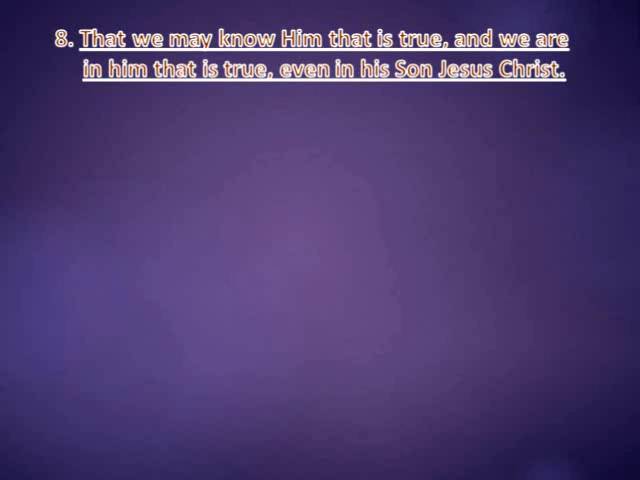 8. That we may know Him that is true, and we are
in him that is true, even in his Son Jesus Christ.